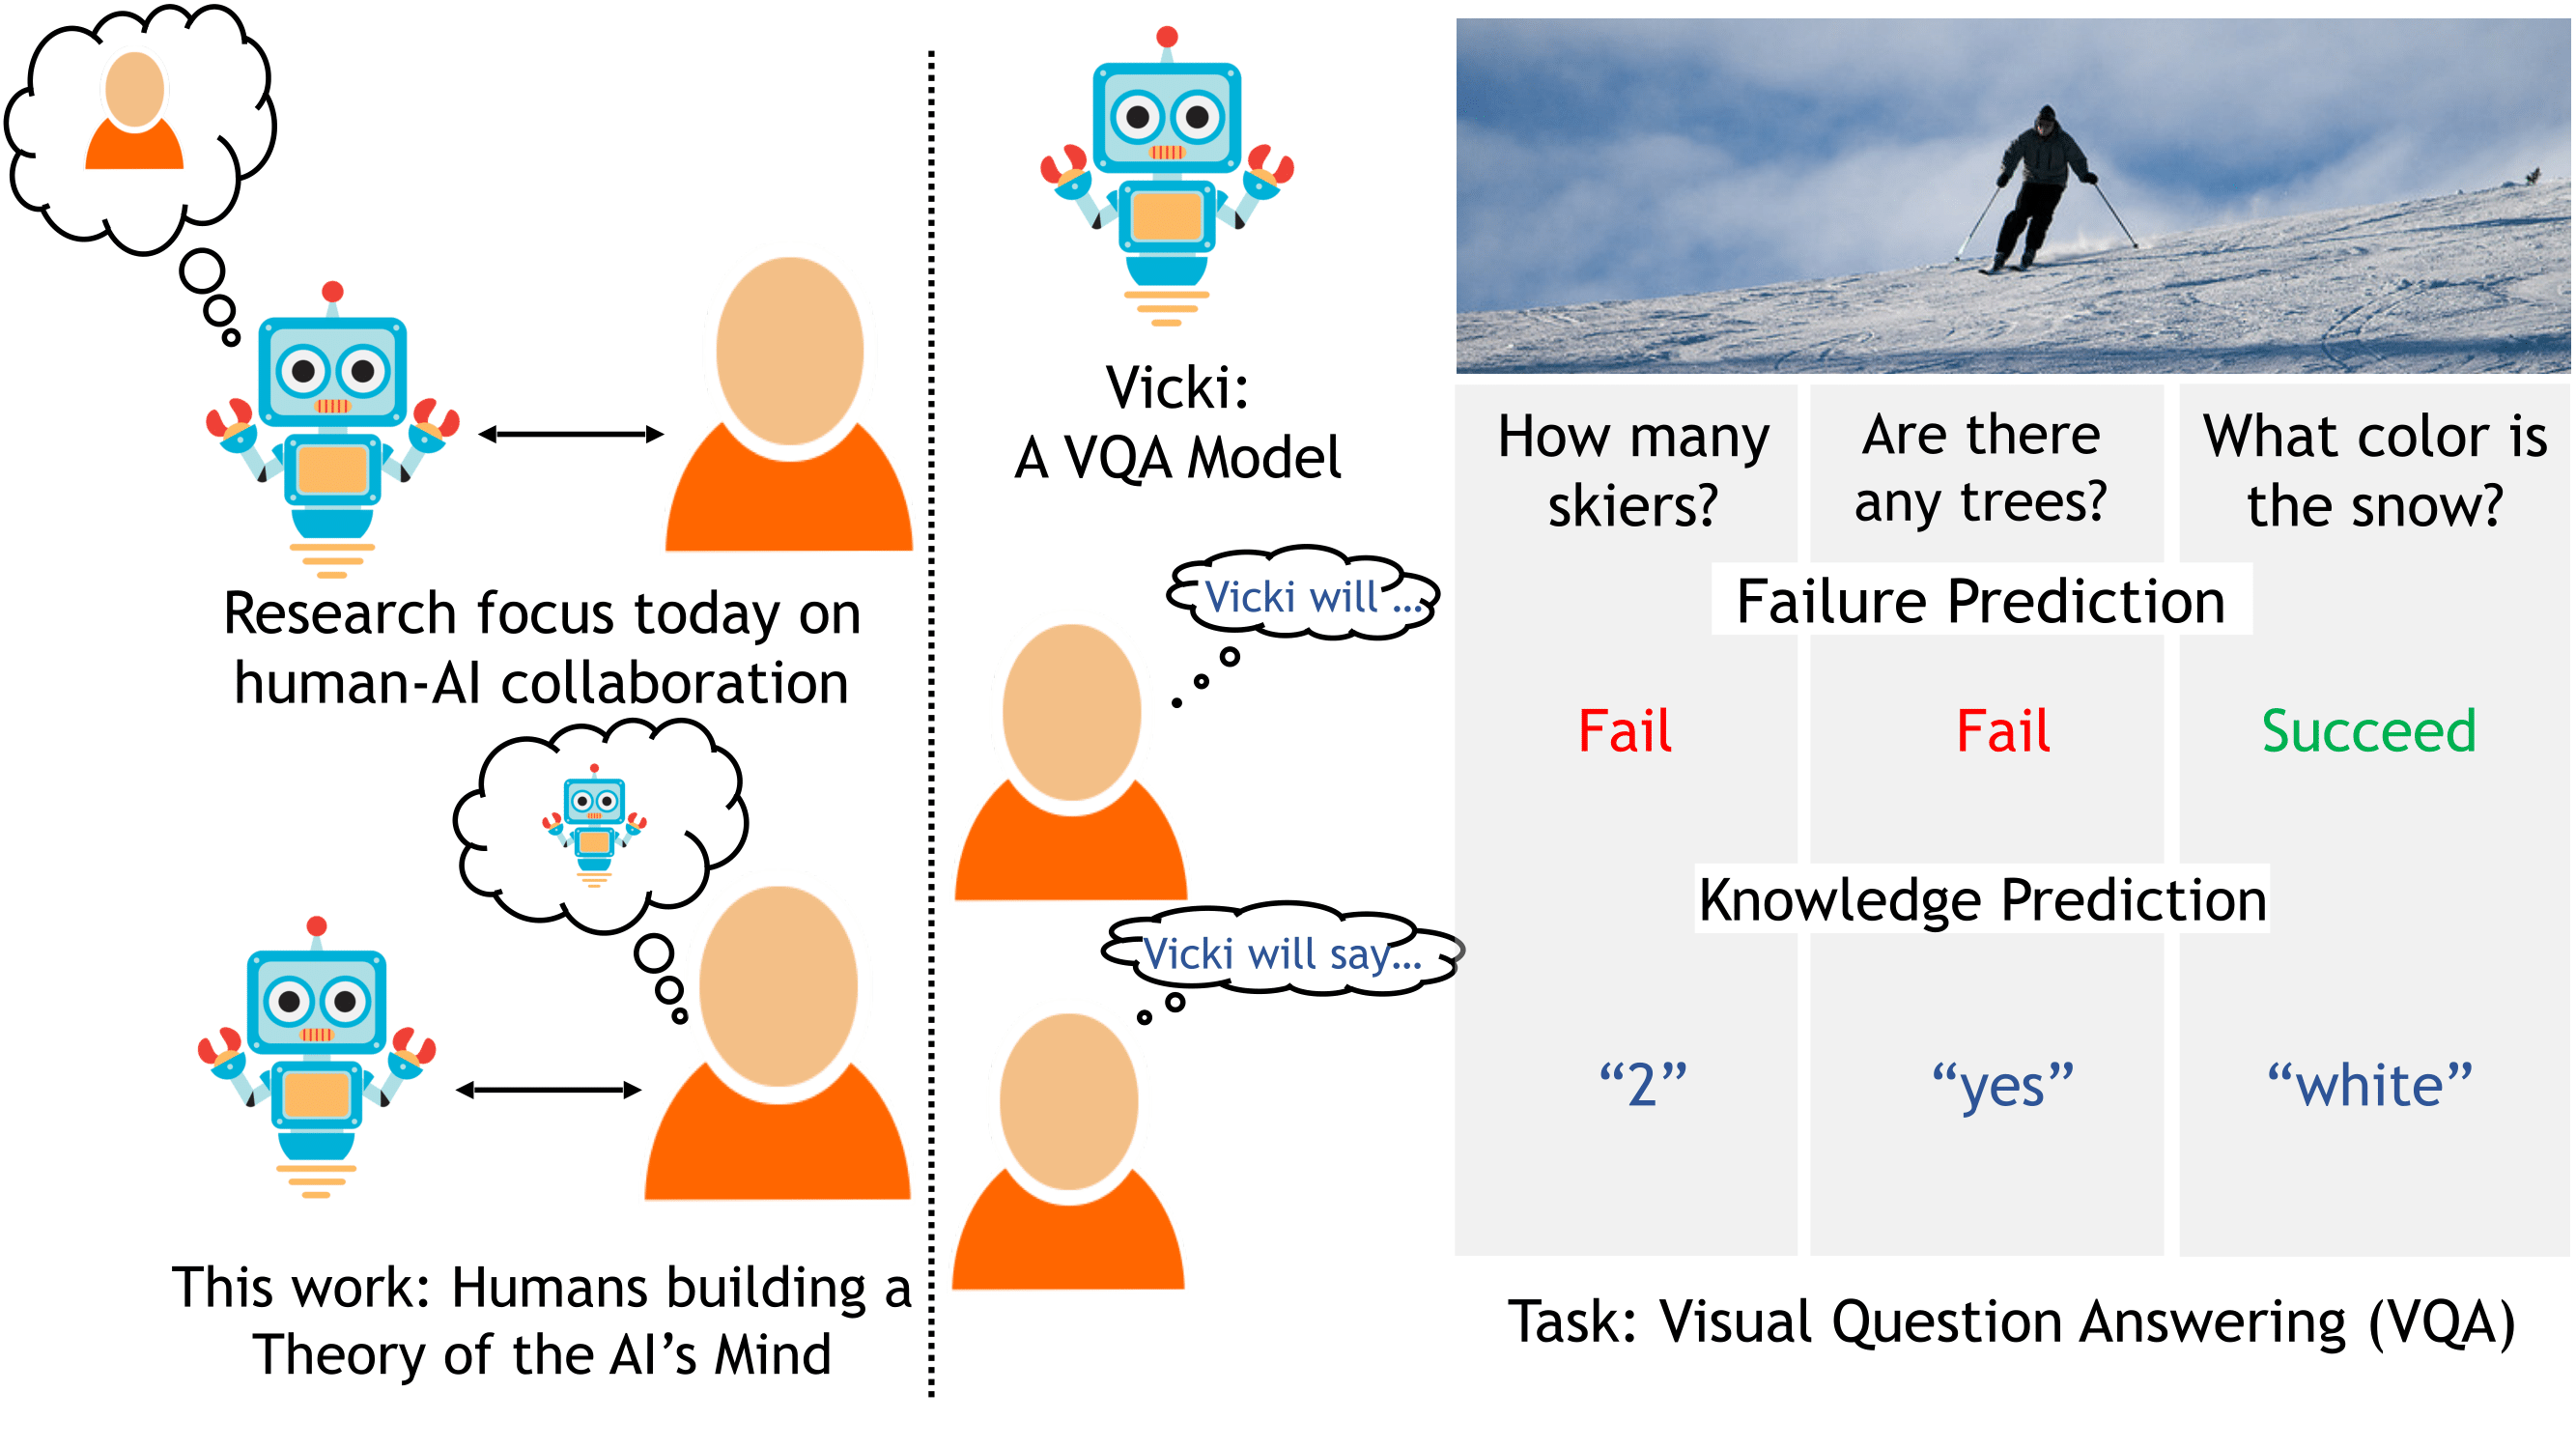 Research focus today on
human-AI collaboration
This work: Humans building a
Theory of the AI’s Mind
Vicki:
A VQA Model
Vicki will ...
Vicki will say...
How many
skiers?
Are there
any trees?
What color is
the snow?
Failure Prediction
Fail
Fail
Succeed
Knowledge Prediction
“2”
“yes”
“white”
Task: Visual Question Answering (VQA)